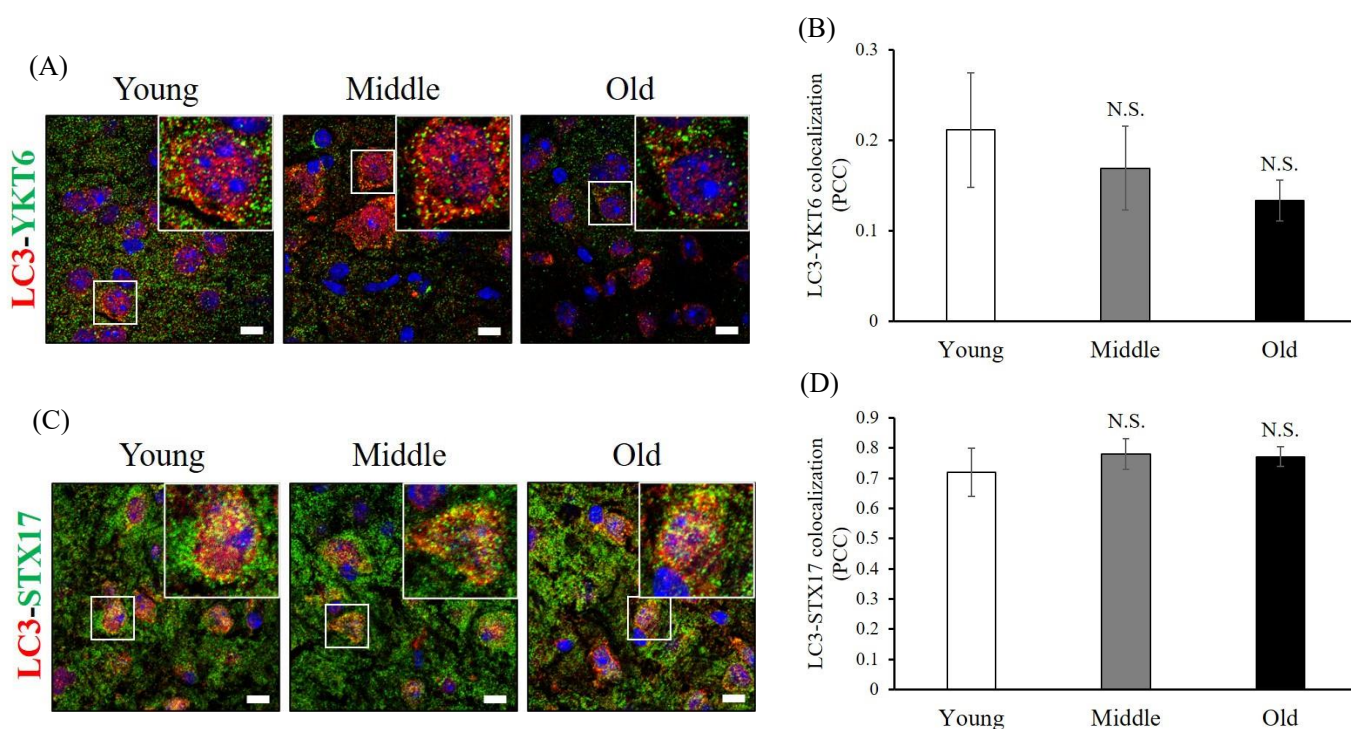 (A)
Young Middle Old
LC3-YKT6
(B)
0.3
0.2
0.1
0
LC3-YKT6 colocalization
(PCC)
N.S.
N.S.
Young Middle Old
(C)
Young Middle Old
LC3-STX17
(D)
0.9
0.8
0.7
0.6
0.5
0.4
0.3
0.2
0.1
0
LC3-STX17 colocalization
(PCC)
N.S.
N.S.
Young Middle Old